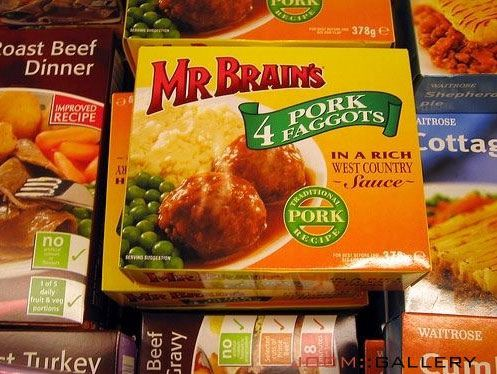 Roast Beef
Dinner
IMPROVED
RECIPE
no
1 of 5
daily
fruit & veg
portions
PORK
RECIPE
378g
MR BRAIN'S
4 PORK
FAGGOTS
IN A RICH
WEST COUNTRY
Sauce
TRADITIONAL
PORK
RECIPE
SERVING SUGGESTION
WAITROSE
Shepherd's
pie
WAITROSE
Cottag
WAITROSE
st Turkey
Beef
Gravy
no
8
.COM::GALLERY